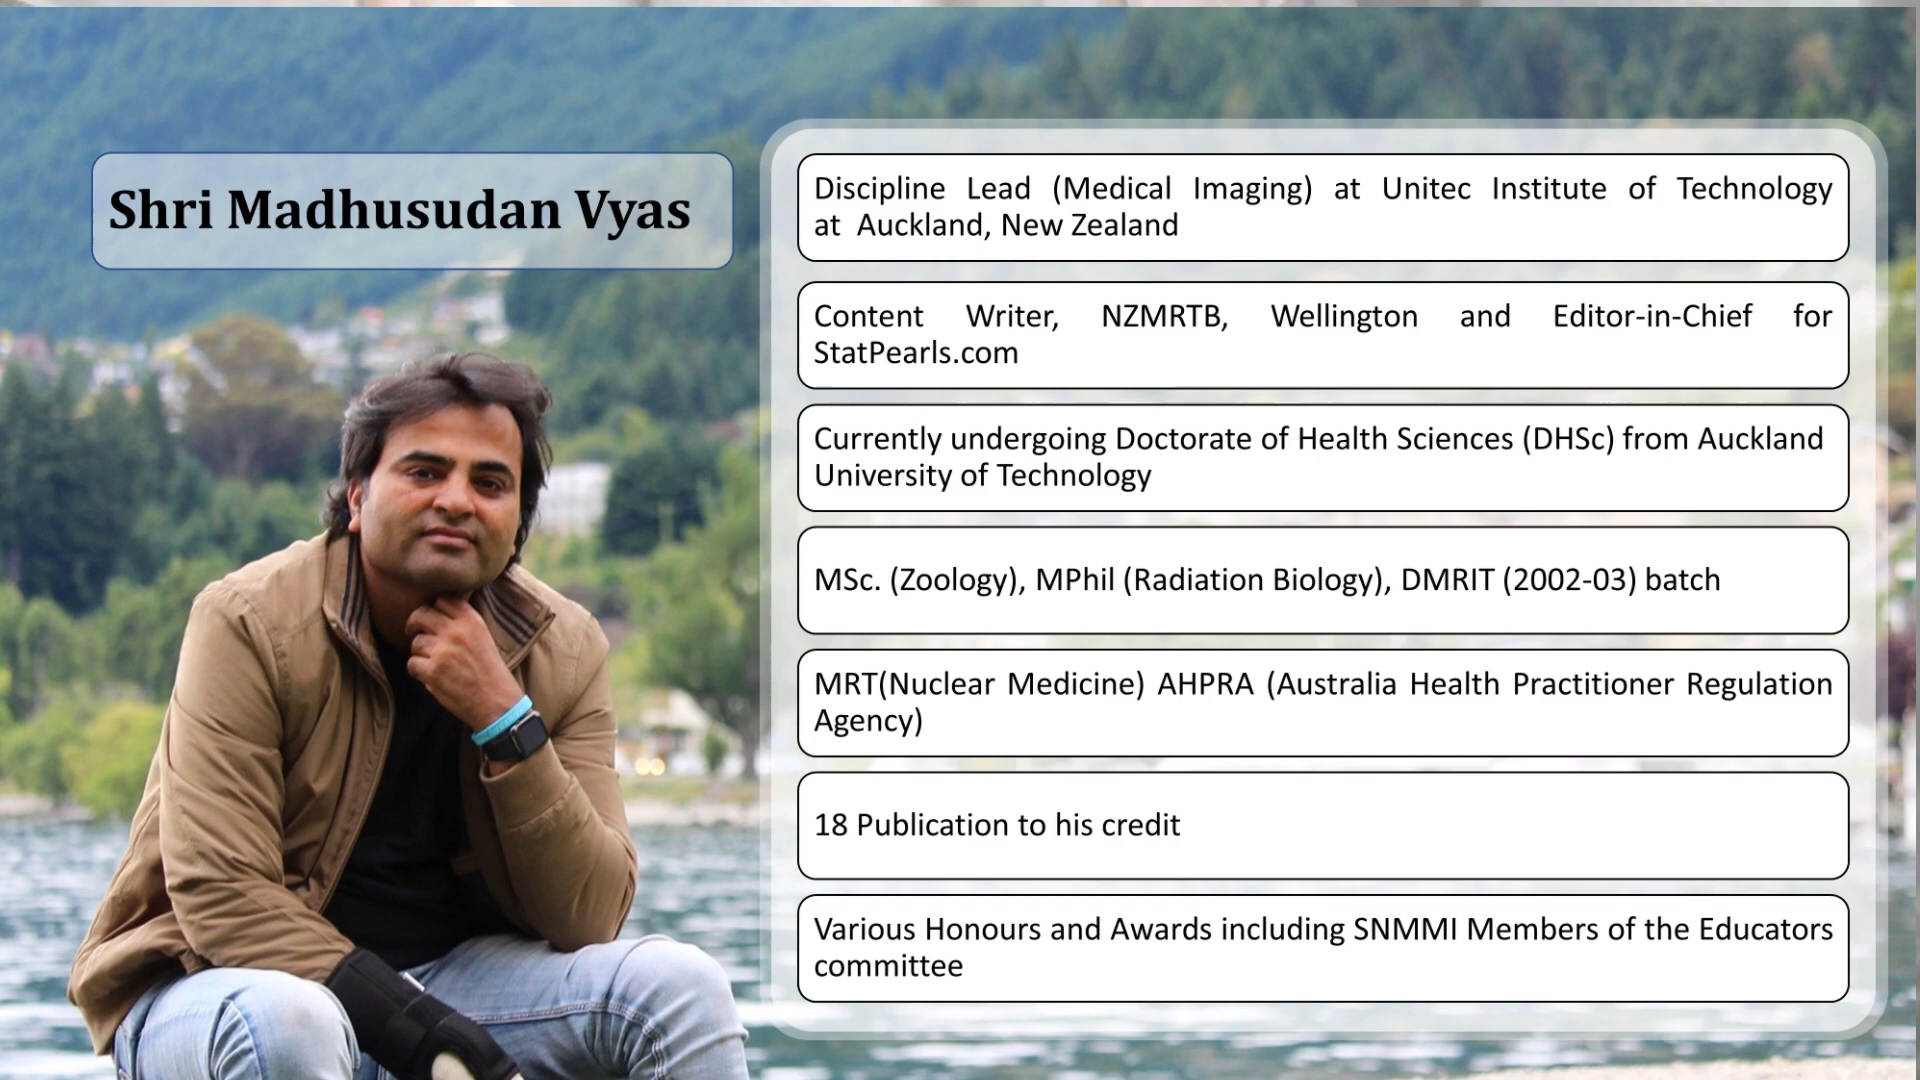 Shri Madhusudan Vyas
Discipline Lead (Medical Imaging) at Unitec Institute of Technology
at Auckland, New Zealand
Content Writer, NZMRTB, Wellington and Editor-in-Chief for
StatPearls.com
Currently undergoing Doctorate of Health Sciences (DHSc) from Auckland
University of Technology
MSc. (Zoology), MPhil (Radiation Biology), DMRIT (2002-03) batch
MRT(Nuclear Medicine) AHPRA (Australia Health Practitioner Regulation
Agency)
18 Publication to his credit
Various Honours and Awards including SNMMI Members of the Educators
committee